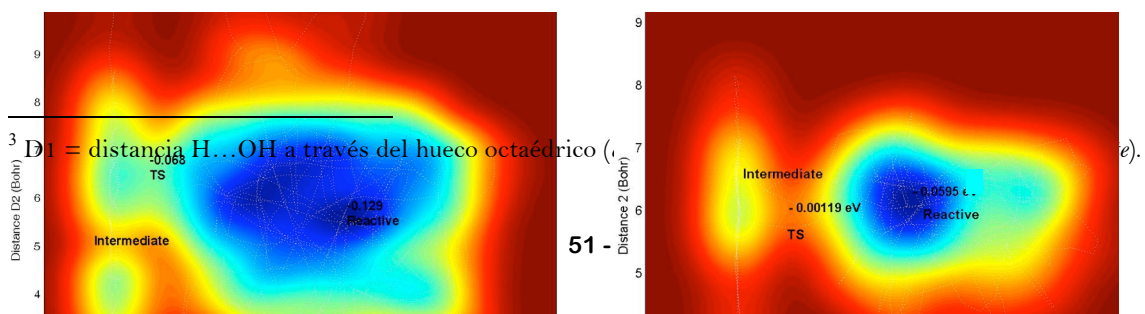 9
8
7
6
5
4
Distance D2 (Bohr)
-0.068
TS
Intermediate
-0.129
Reactive
3 D1 = distancia H…OH a través del hueco octaédrico (
).
51 -
9
8
7
6
5
Distance 2 (Bohr)
Intermediate
- 0.00119 eV
TS
- 0.0595
Reactive